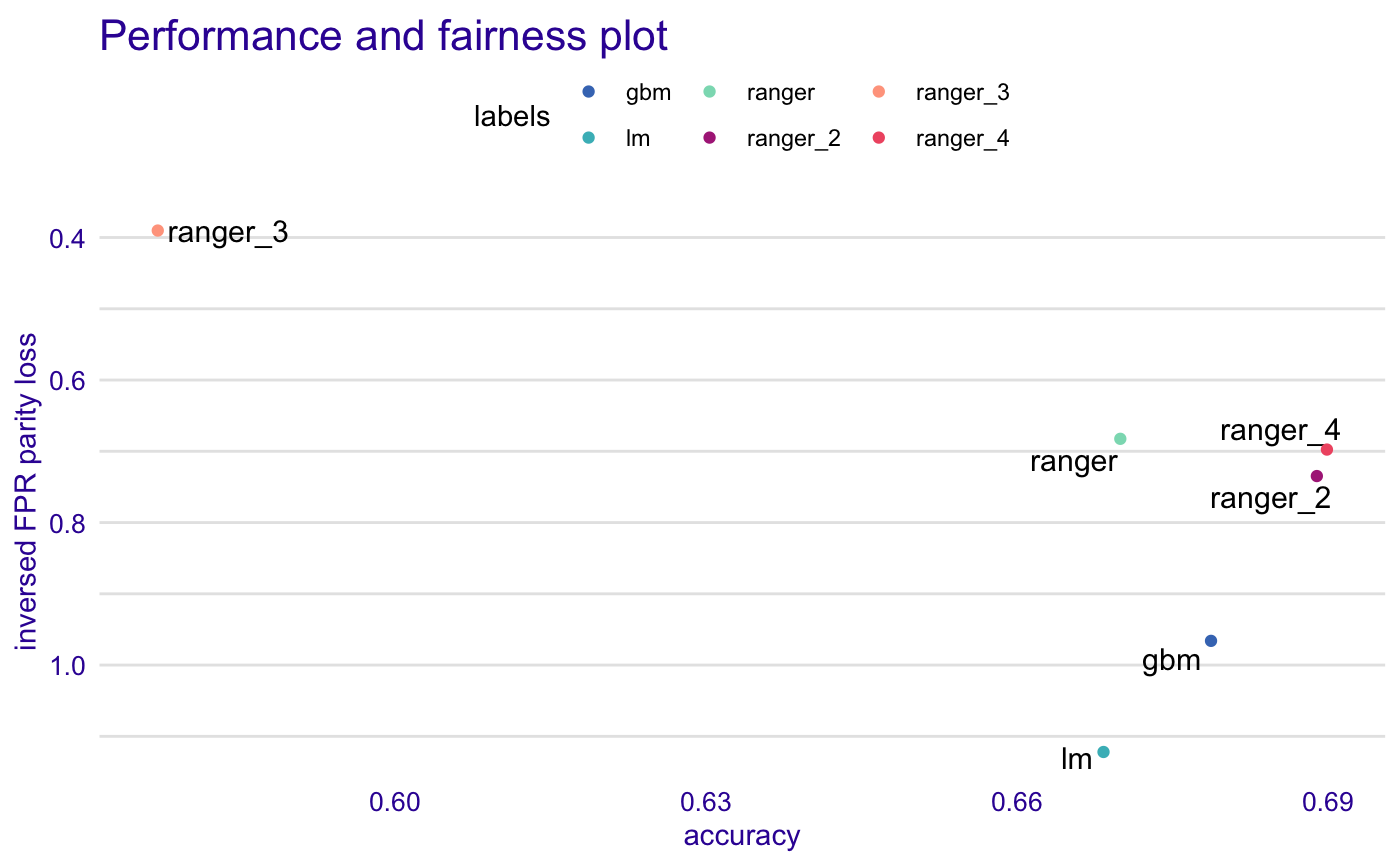 Performance and fairness plot
labels
gbm
ranger
ranger_3
lm
ranger_2
ranger_4
inversed FPR parity loss
0.4
0.6
0.8
1.0
ranger_3
ranger_4
ranger
ranger_2
gbm
lm
0.60
0.63
0.66
0.69
accuracy